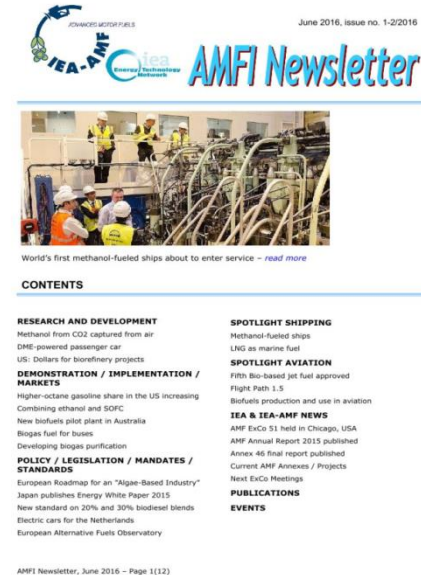 ADVANCED MOTOR FUELS
IEA-AMF
iea
Energy Technology
Network
June 2016, issue no. 1-2/2016
AMFI Newsletter
World's first methanol-fueled ships about to enter service – read more
CONTENTS
RESEARCH AND DEVELOPMENT
Methanol from CO2 captured from air
DME-powered passenger car
US: Dollars for biorefinery projects
DEMONSTRATION / IMPLEMENTATION /
MARKETS
Higher-octane gasoline share in the US increasing
Combining ethanol and SOFC
New biofuels pilot plant in Australia
Biogas fuel for buses
Developing biogas purification
POLICY / LEGISLATION / MANDATES /
STANDARDS
European Roadmap for an "Algae-Based Industry"
Japan publishes Energy White Paper 2015
New standard on 20% and 30% biodiesel blends
Electric cars for the Netherlands
European Alternative Fuels Observatory
SPOTLIGHT SHIPPING
Methanol-fueled ships
LNG as marine fuel
SPOTLIGHT AVIATION
Fifth Bio-based jet fuel approved
Flight Path 1.5
Biofuels production and use in aviation
IEA & IEA-AMF NEWS
AMF ExCo 51 held in Chicago, USA
AMF Annual Report 2015 published
Annex 46 final report published
Current AMF Annexes / Projects
Next ExCo Meetings
PUBLICATIONS
EVENTS
AMFI Newsletter, June 2016 – Page 1(12)